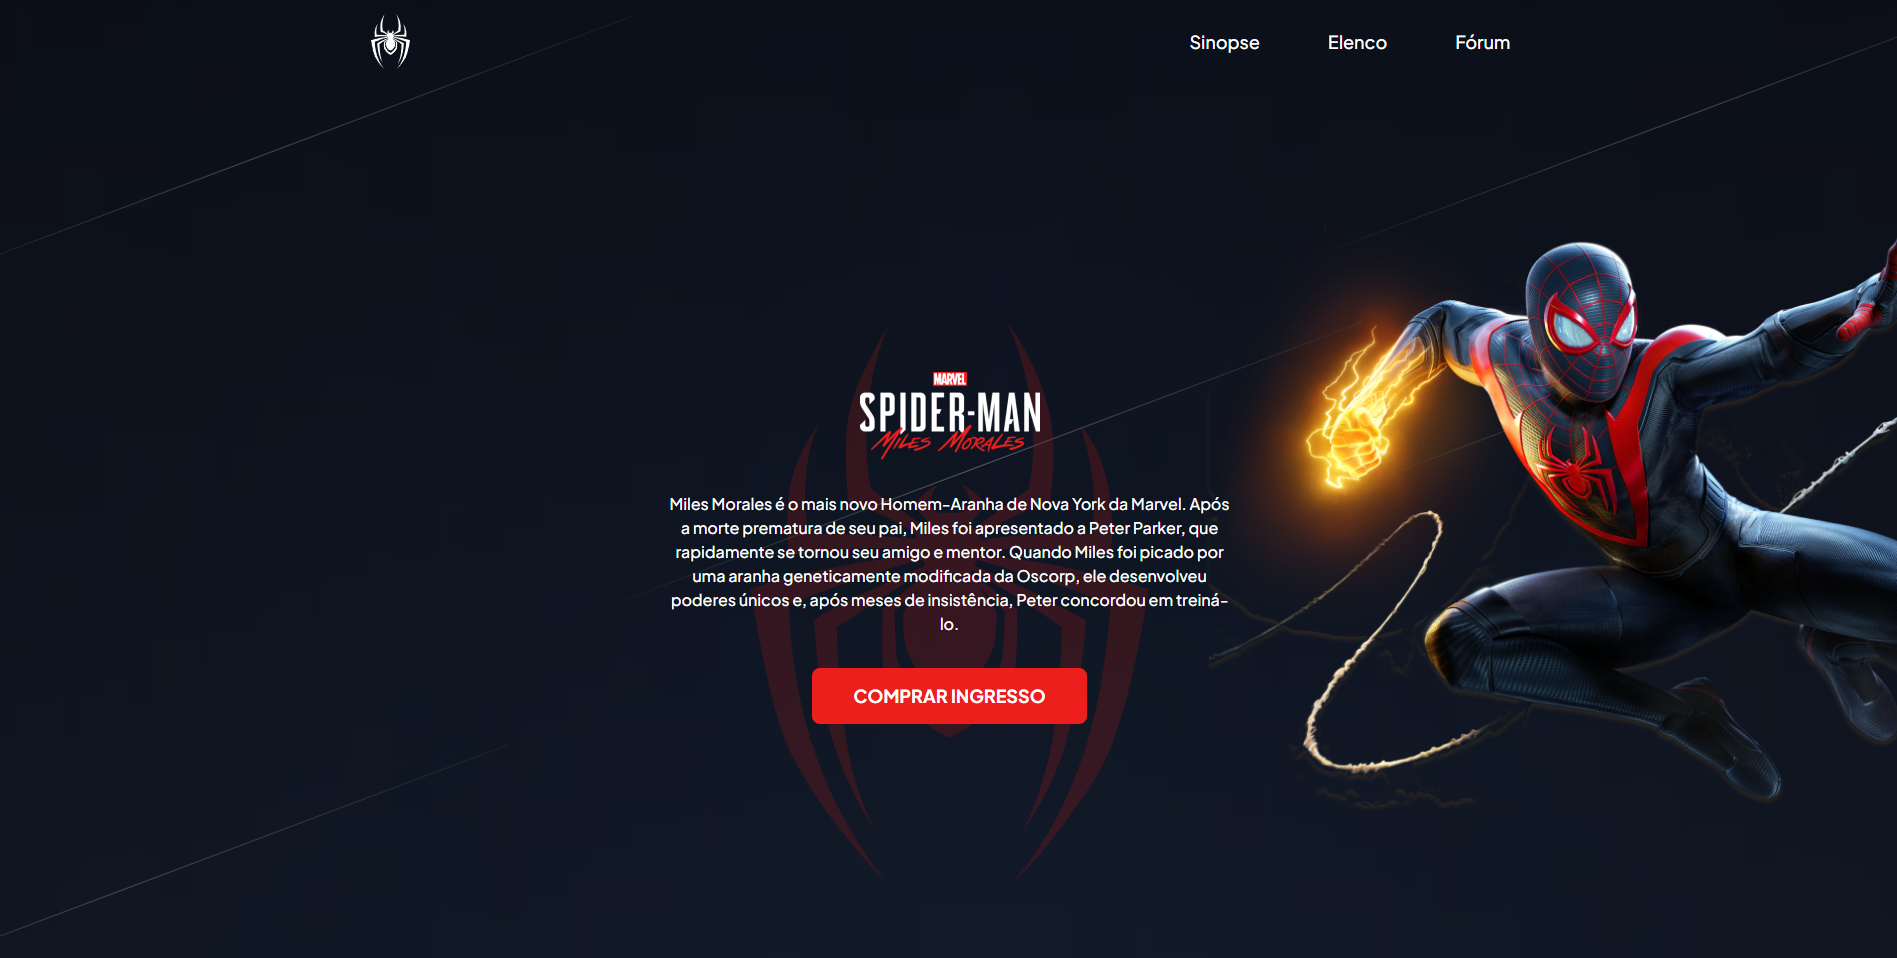 Sinopse Elenco Fórum
MARVEL
SPIDER-MAN
MILES MORALES
Miles Morales é o mais novo Homem-Aranha de Nova York da Marvel. Após
a morte prematura de seu pai, Miles foi apresentado a Peter Parker, que
rapidamente se tornou seu amigo e mentor. Quando Miles foi picado por
uma aranha geneticamente modificada da Oscorp, ele desenvolveu
poderes únicos e, após meses de insistência, Peter concordou em treiná-
lo.
COMPRAR INGRESSO